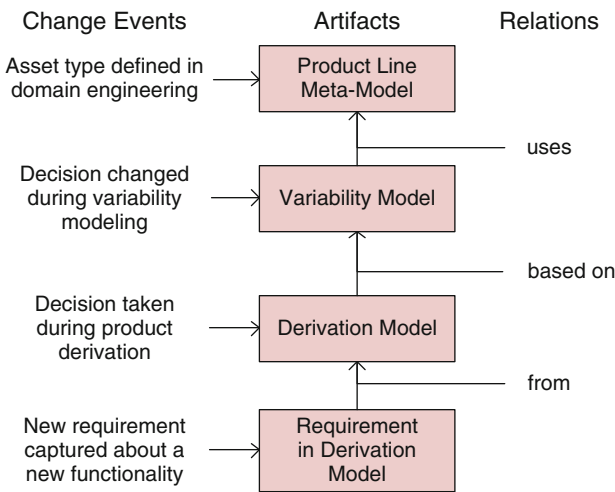 Change Events
Artifacts
Relations
Asset type defined in
domain engineering
Product Line
Meta-Model
uses
Decision changed
during variability
modeling
Variability Model
based on
Decision taken
during product
derivation
Derivation Model
from
New requirement
captured about a
new functionality
Requirement
in Derivation
Model